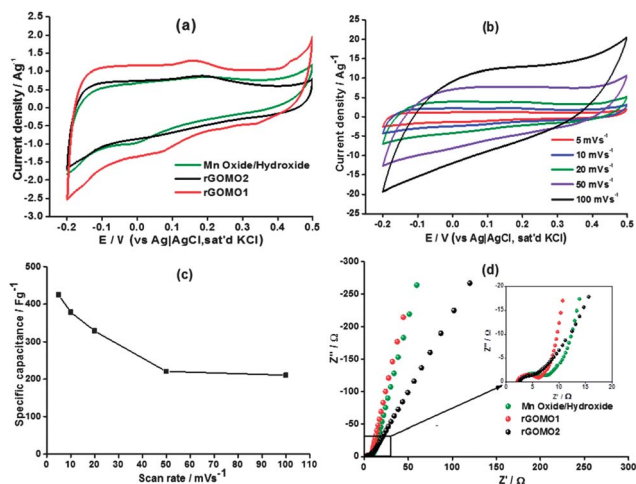 (a)
Current density/ Ag-1
2.0
1.5
1.0
0.5
0.0
-0.5
-1.0
-1.5
-2.0
-2.5
-3.0
Mn Oxide/Hydroxide
rGOMO2
rGOMO1
-0.2 -0.1 0.0 0.1 0.2 0.3 0.4 0.5
E / V (vs Ag|AgCl,sat'd KCl)
(b)
Current density / Ag-1
25
20
15
10
5
0
-5
-10
-15
-20
-25
5 mVs-1
10 mVs-1
20 mVs-1
50 mVs-1
100 mVs-1
-0.2 -0.1 0.0 0.1 0.2 0.3 0.4 0.5
E / V (vs Ag|AgCl, sat'd KCl)
(c)
Specific capacitance / Fg-1
500
400
300
200
100
0
0 10 20 30 40 50 60 70 80 90 100 110
Scan rate / mVs-1
(d)
Z'' / Ω
-300
-250
-200
-150
-100
-50
0
Z'' / Ω
-20
-15
-10
-5
0
0 5 10 15 20
Z' / Ω
Mn Oxide/Hydroxide
rGOMO1
rGOMO2
0 50 100 150 200 250 300
Z' / Ω